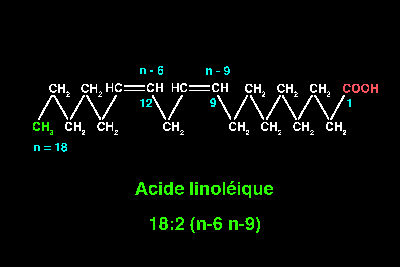 n - 6 n - 9
CH2 CH2 HC CH HC CH CH2 CH2 CH2 COOH
12 9 1
CH3 CH2 CH2 CH2 CH2 CH2 CH2 CH2
n = 18
Acide linoléique
18:2 (n-6 n-9)